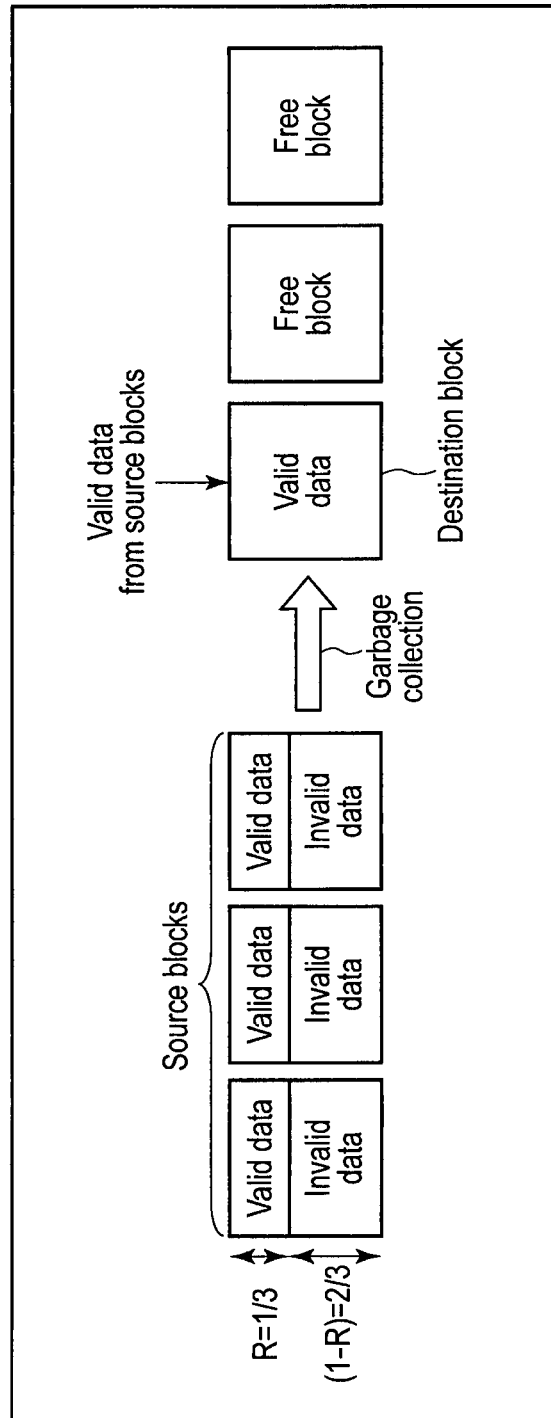 Source blocks
R=1/3
(1-R)=2/3
Valid data
Invalid
data
Valid data
Invalid
data
Valid data
Invalid
data
Garbage
collection
Valid data
from source blocks
Valid
data
Destination block
Free
block
Free
block